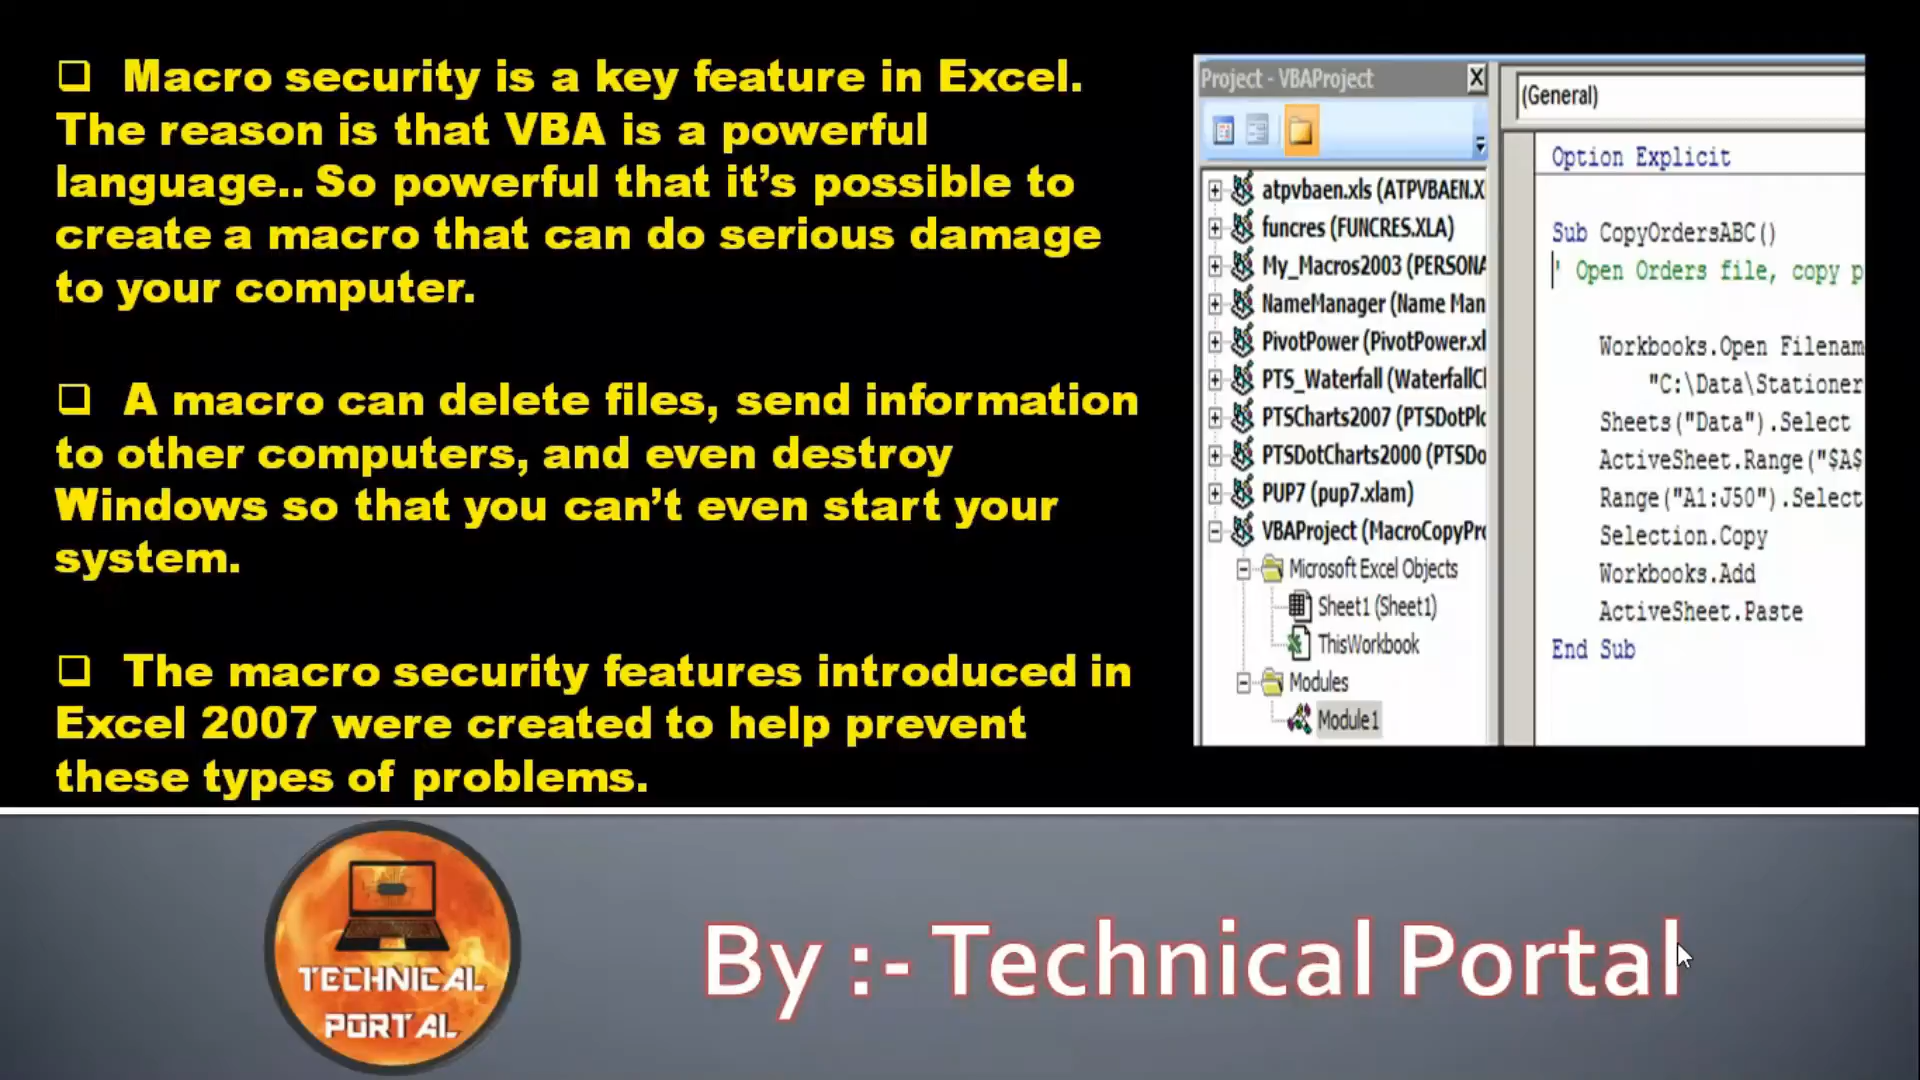 ❑ Macro security is a key feature in Excel.
The reason is that VBA is a powerful
language.. So powerful that it’s possible to
create a macro that can do serious damage
to your computer.
❑ A macro can delete files, send information
to other computers, and even destroy
Windows so that you can’t even start your
system.
❑ The macro security features introduced in
Excel 2007 were created to help prevent
these types of problems.
Project - VBAProject X
atpvbaen.xls (ATPVBAEN.X
funcres (FUNCRES.XLA)
My_Macros2003 (PERSONA
NameManager (Name Man
PivotPower (PivotPower.xl
PTS_Waterfall (WaterfallCl
PTSCharts2007 (PTSDotPlo
PTSDotCharts2000 (PTSDo
PUP7 (pup7.xlam)
VBAProject (MacroCopyPro
Microsoft Excel Objects
Sheet1 (Sheet1)
ThisWorkbook
Modules
Module1
(General)
Option Explicit
Sub CopyOrdersABC()
' Open Orders file, copy p
Workbooks.Open Filenam
"C:\Data\Stationer
Sheets("Data").Select
ActiveSheet.Range("$A$
Range("A1:J50").Select
Selection.Copy
Workbooks.Add
ActiveSheet.Paste
End Sub
TECHNICAL
PORTAL
By :- Technical Portal